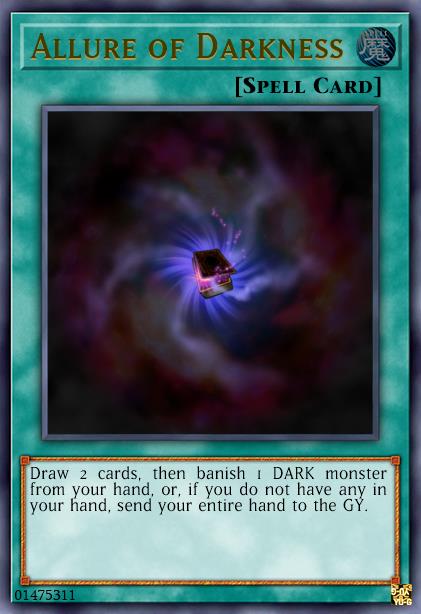 ALLURE OF DARKNESS 魔
[SPELL CARD]
Draw 2 cards, then banish 1 DARK monster
from your hand, or, if you do not have any in
your hand, send your entire hand to the GY.
01475311